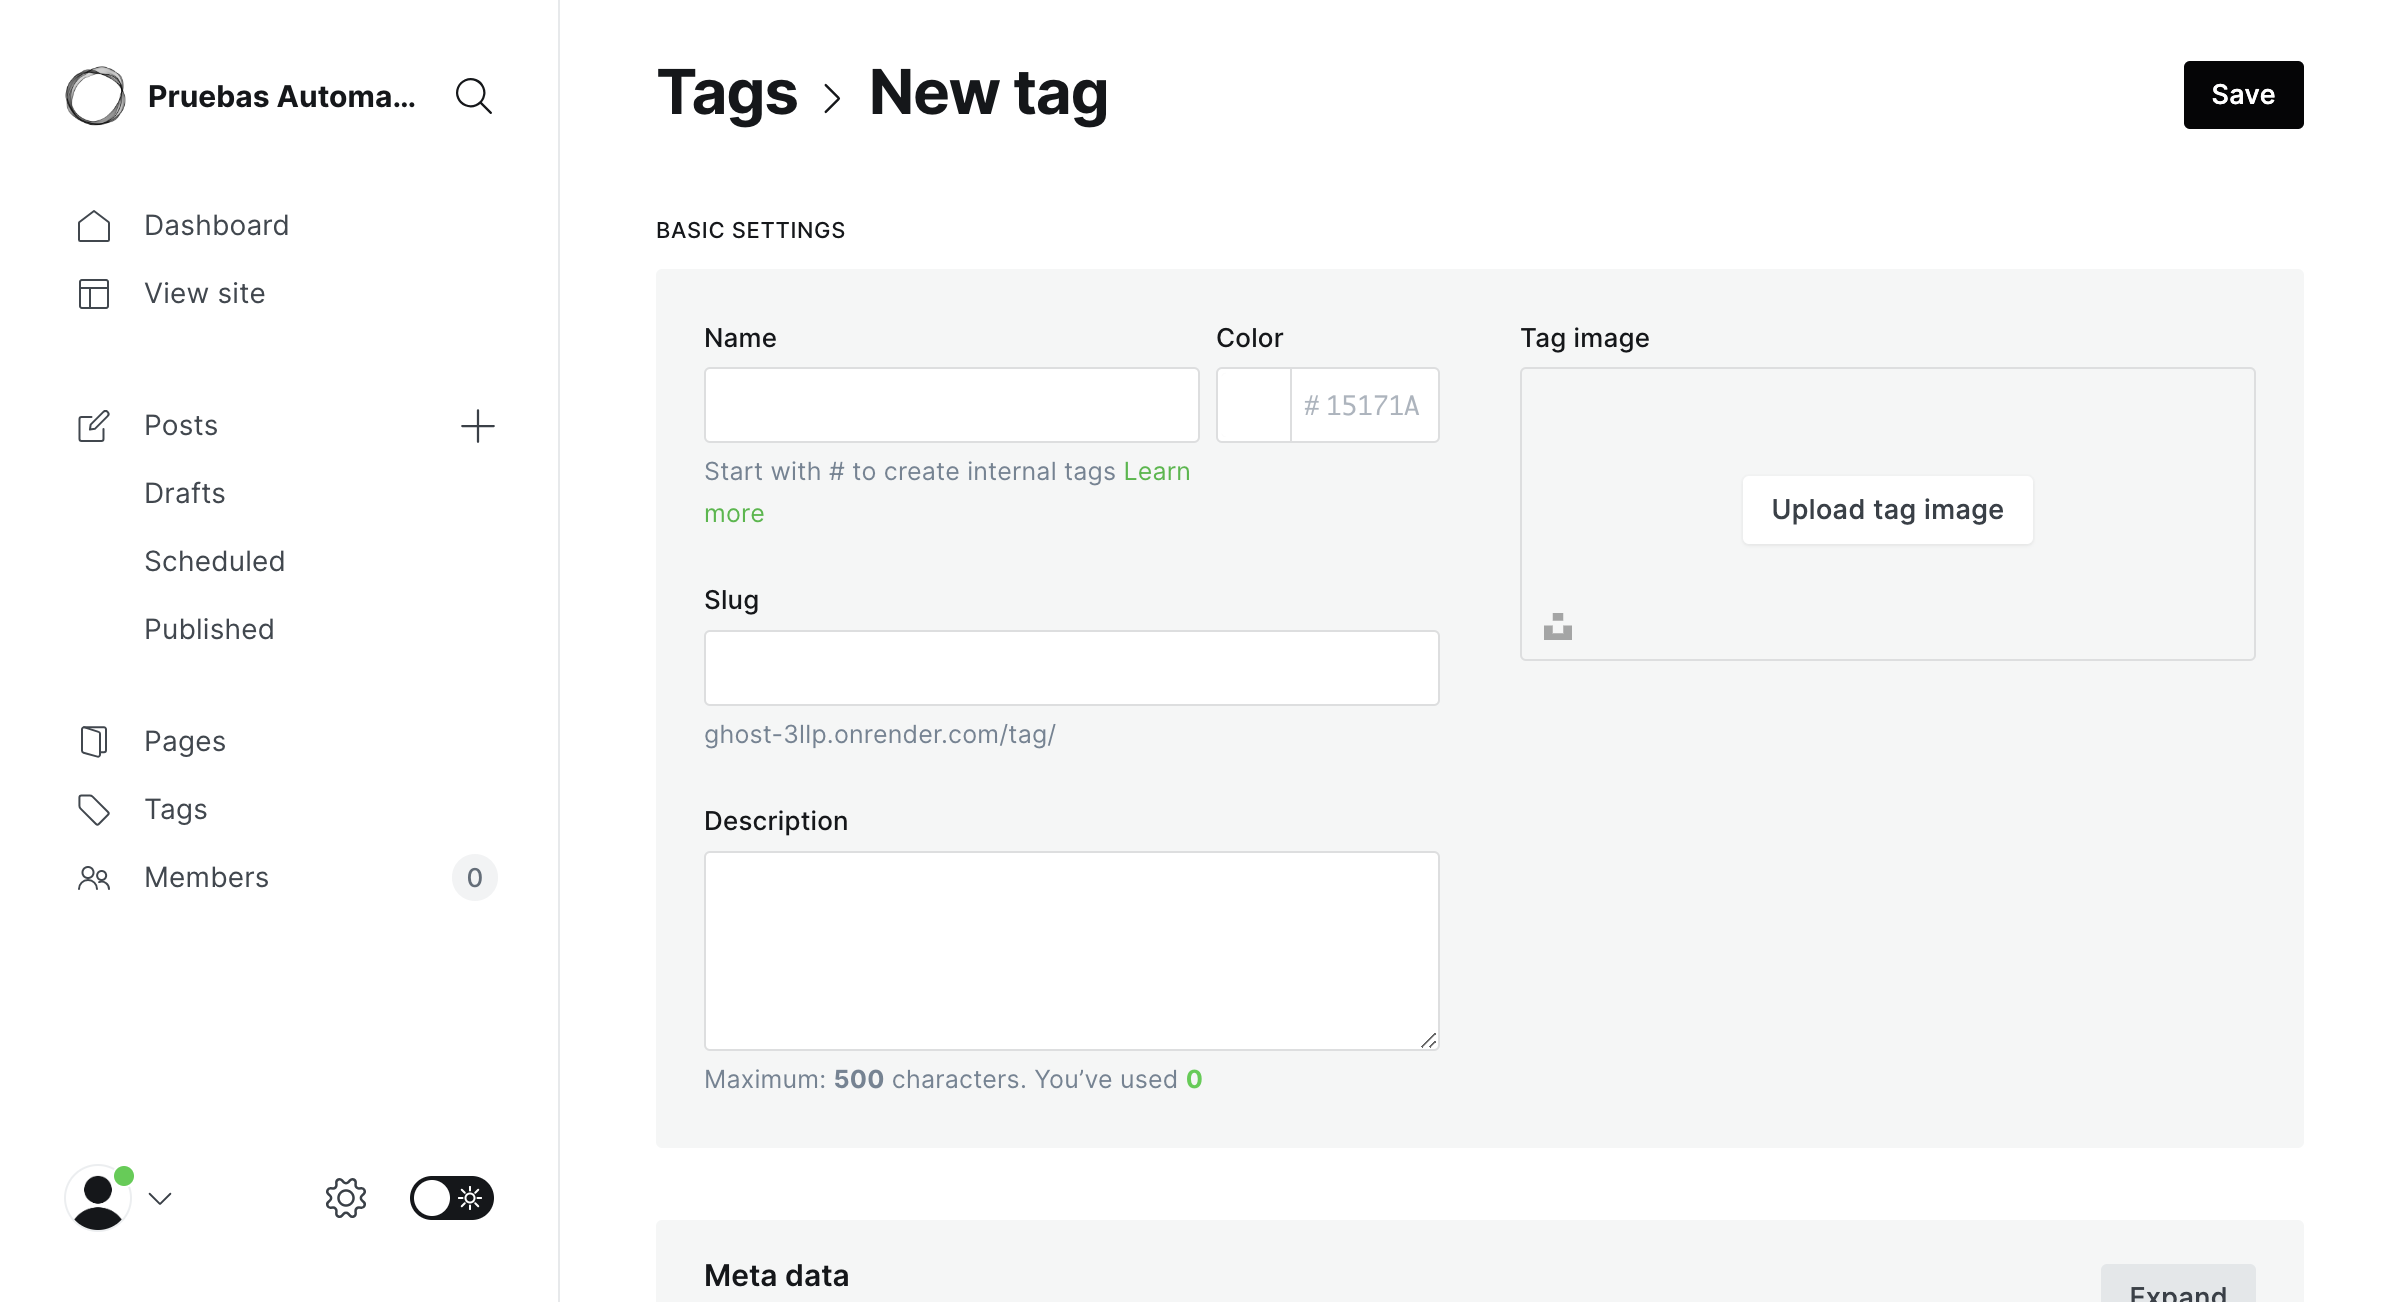 Pruebas Automa...
Dashboard
View site
Posts
Drafts
Scheduled
Published
Pages
Tags
Members 0
Tags > New tag
Save
BASIC SETTINGS
Name
Color
Tag image
# 15171A
Start with # to create internal tags Learn
more
Upload tag image
Slug
ghost-3llp.onrender.com/tag/
Description
Maximum: 500 characters. You’ve used 0
Meta data
Expand